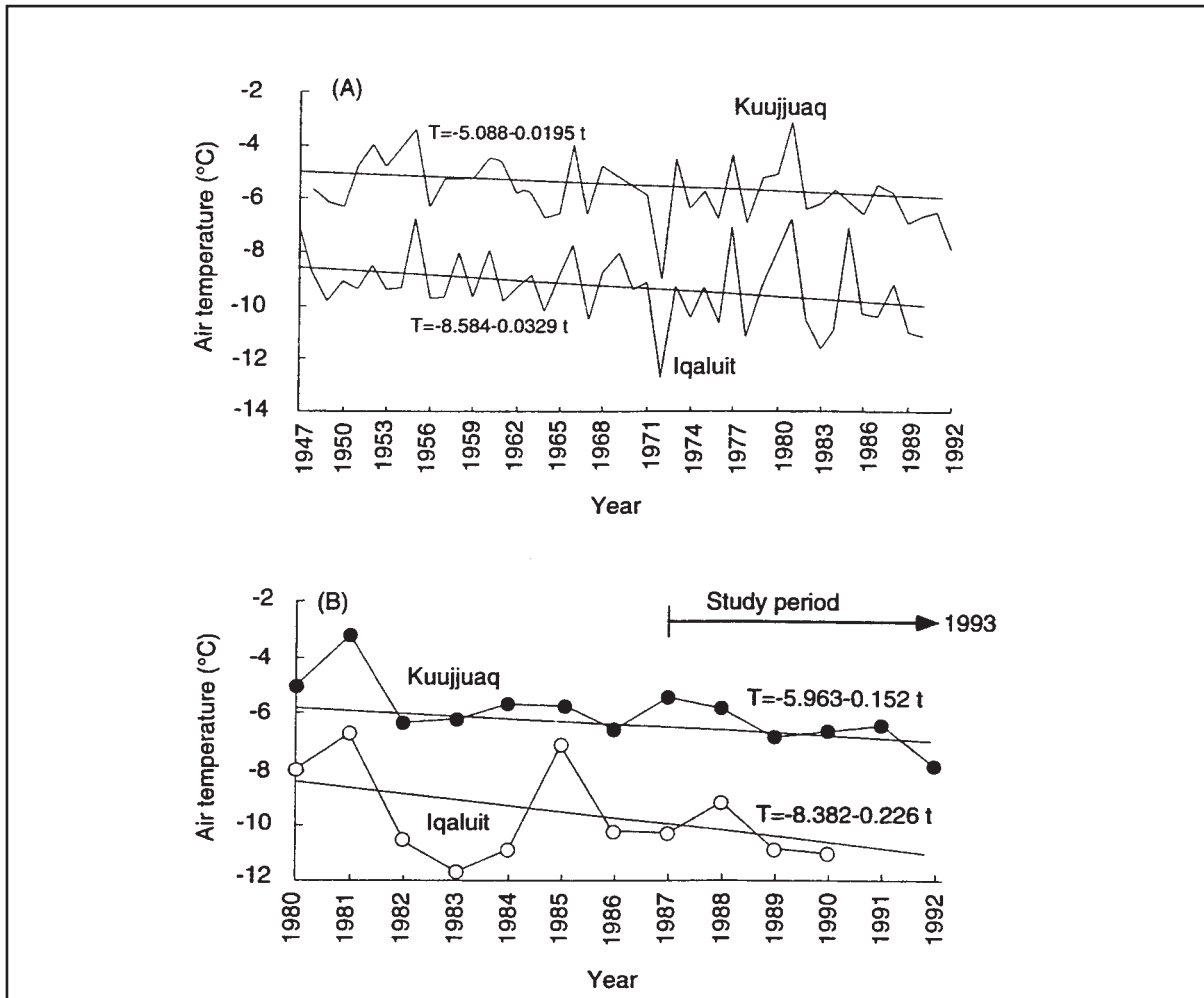 (A)
Air temperature (°C)
-2
-4
-6
-8
-10
-12
-14
Kuujjuaq
T=-5.088-0.0195 t
T=-8.584-0.0329 t
Iqaluit
1947
1950
1953
1956
1959
1962
1965
1968
1971
1974
1977
1980
1983
1986
1989
1992
Year
(B)
Air temperature (°C)
-2
-4
-6
-8
-10
-12
Study period
1993
Kuujjuaq
T=-5.963-0.152 t
Iqaluit
T=-8.382-0.226 t
1980
1981
1982
1983
1984
1985
1986
1987
1988
1989
1990
1991
1992
Year